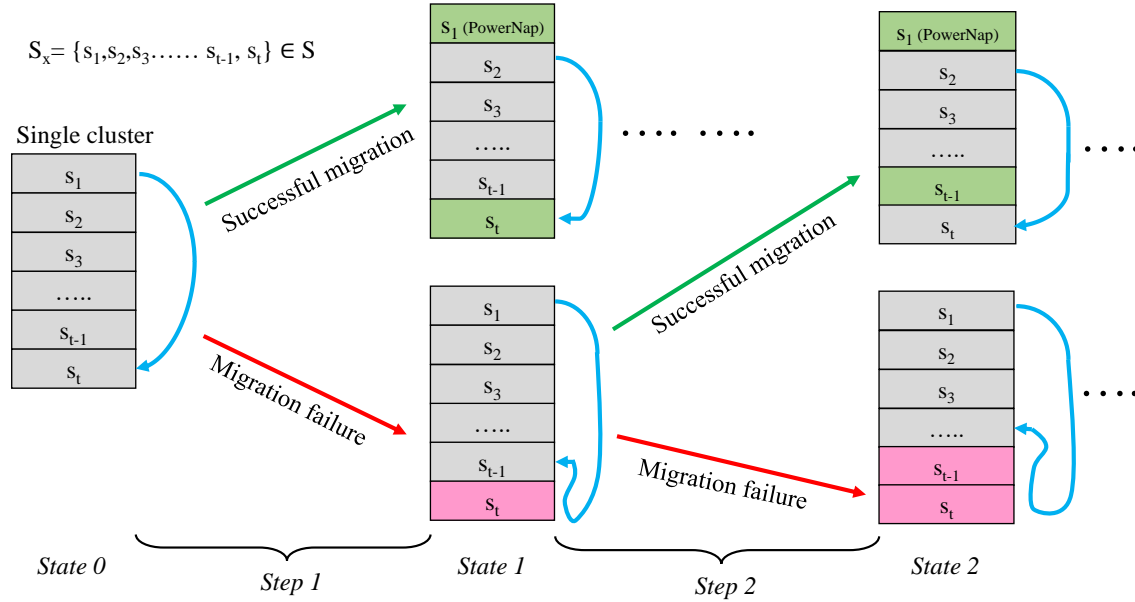 Sₓ= {s₁,s₂,s₃…… sₜ₋₁, sₜ} ∈ S
Single cluster
s₁
s₂
s₃
…..
sₜ₋₁
sₜ
Successful migration
Migration failure
s₁ (PowerNap)
s₂
s₃
…..
sₜ₋₁
sₜ
…. ….
s₁
s₂
s₃
…..
sₜ₋₁
sₜ
Successful migration
Migration failure
s₁ (PowerNap)
s₂
s₃
…..
sₜ₋₁
sₜ
….
s₁
s₂
s₃
…..
sₜ₋₁
sₜ
….
State 0
Step 1
State 1
Step 2
State 2